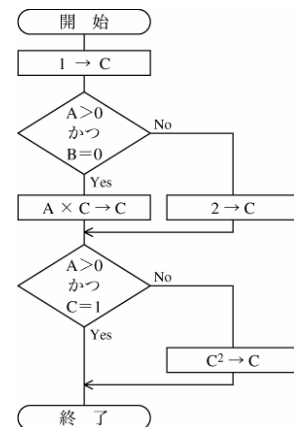 開 始
1 → C
A>0
かつ
B=0
No
Yes
A × C → C
2 → C
A>0
かつ
C=1
No
Yes
C² → C
終 了